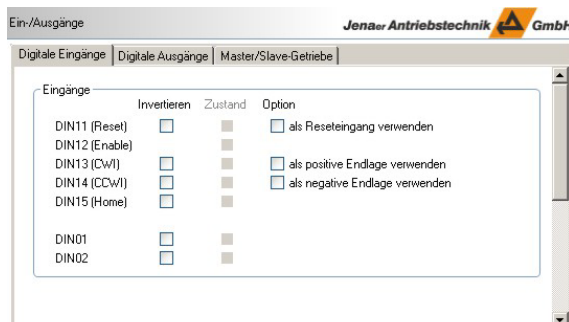 Ein-/Ausgänge
Jenaer Antriebstechnik GmbH
Digitale Eingänge Digitale Ausgänge Master/Slave-Getriebe
Eingänge
Invertieren Zustand Option
DIN11 (Reset) als Reseteingang verwenden
DIN12 (Enable)
DIN13 (CWI) als positive Endlage verwenden
DIN14 (CCWI) als negative Endlage verwenden
DIN15 (Home)
DIN01
DIN02